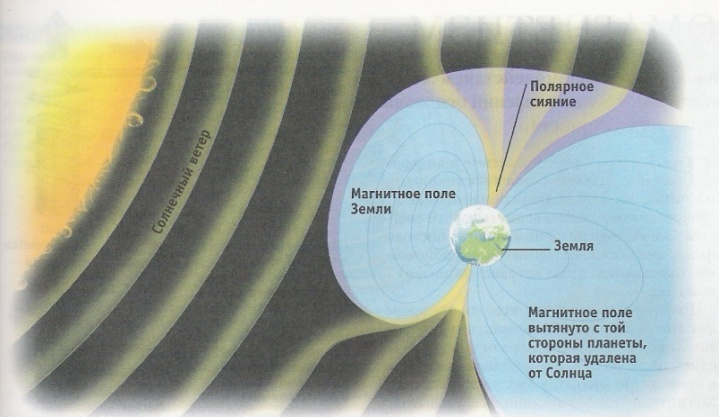 Полярное
сияние
Солнечный ветер
Магнитное поле
Земли
Земля
Магнитное поле
вытянуто с той
стороны планеты,
которая удалена
от Солнца